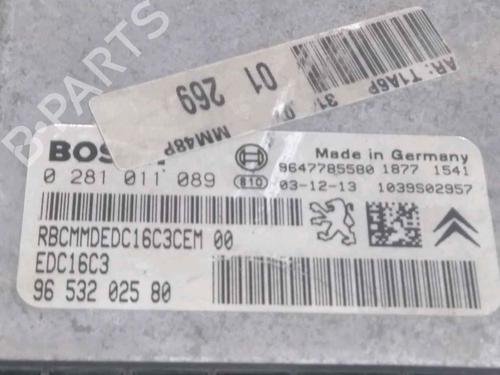 B-PARTS
AR: T1A6P
01 269
MM48P
BOS
0 281 011 089
810
Made in Germany
9647785580 1877 1541
03-12-13 1039S02957
RBCMMDEDC16C3CEM 00
EDC16C3
96 532 025 80